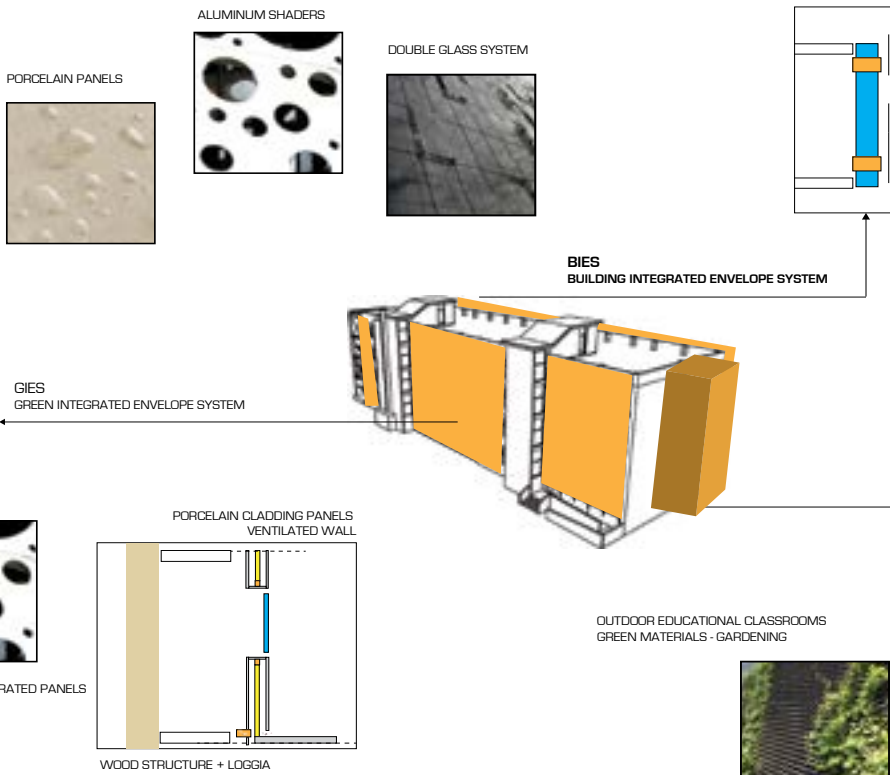 ALUMINUM SHADERS
DOUBLE GLASS SYSTEM
PORCELAIN PANELS
BIES
BUILDING INTEGRATED ENVELOPE SYSTEM
GIES
GREEN INTEGRATED ENVELOPE SYSTEM
PORCELAIN CLADDING PANELS
VENTILATED WALL
OUTDOOR EDUCATIONAL CLASSROOMS
GREEN MATERIALS - GARDENING
RATED PANELS
WOOD STRUCTURE + LOGGIA